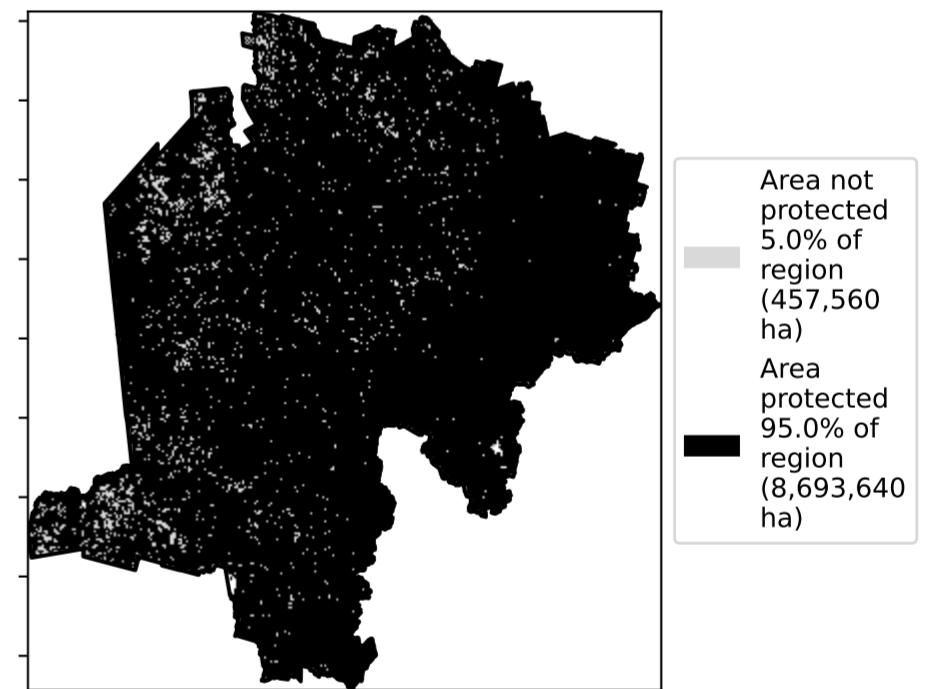 Area not
protected
5.0% of
region
(457,560
ha)
Area
protected
95.0% of
region
(8,693,640
ha)